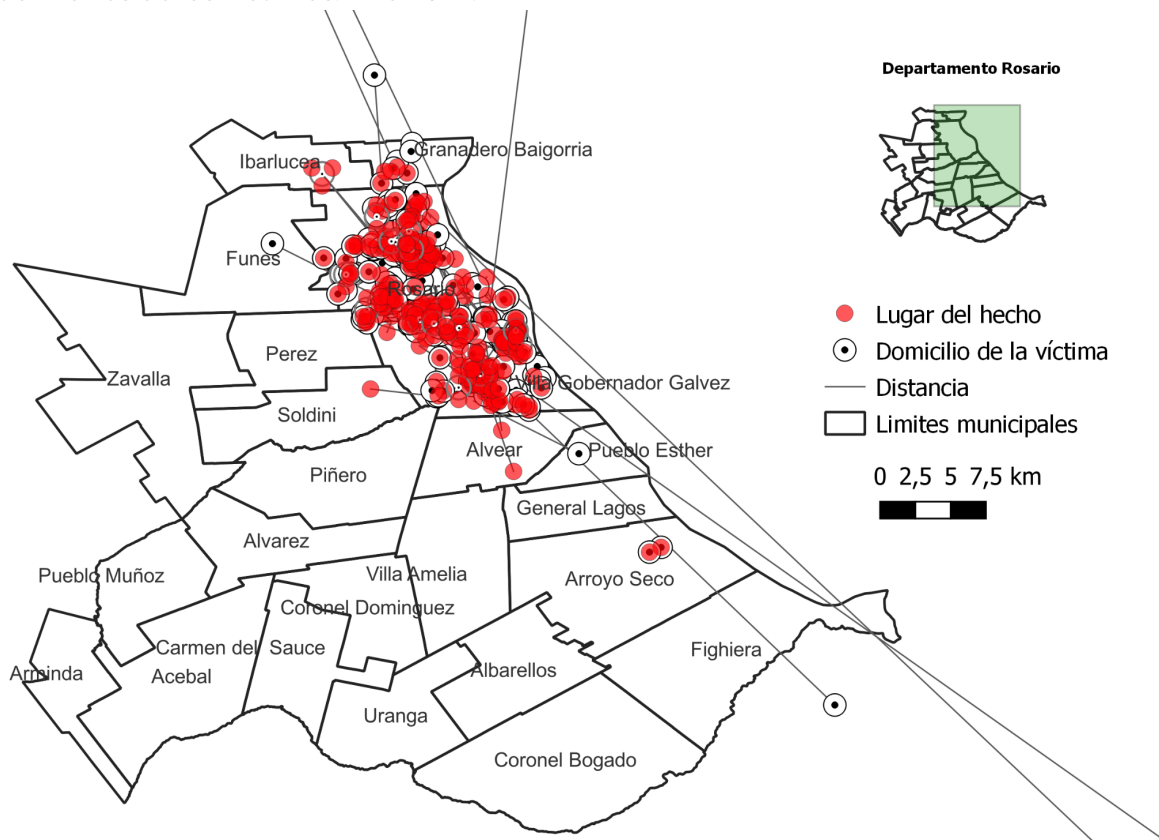 Departamento Rosario
Ibarlucea
Granadero Baigorria
Funes
Rosario
Perez
Zavalla
Villa Gobernador Galvez
Soldini
Alvear
Pueblo Esther
Piñero
General Lagos
Alvarez
Pueblo Muñoz
Villa Amelia
Arroyo Seco
Coronel Dominguez
Carmen del Sauce
Fighiera
Arminda
Acebal
Albarellos
Uranga
Coronel Bogado
Lugar del hecho
Domicilio de la víctima
Distancia
Limites municipales
0 2,5 5 7,5 km